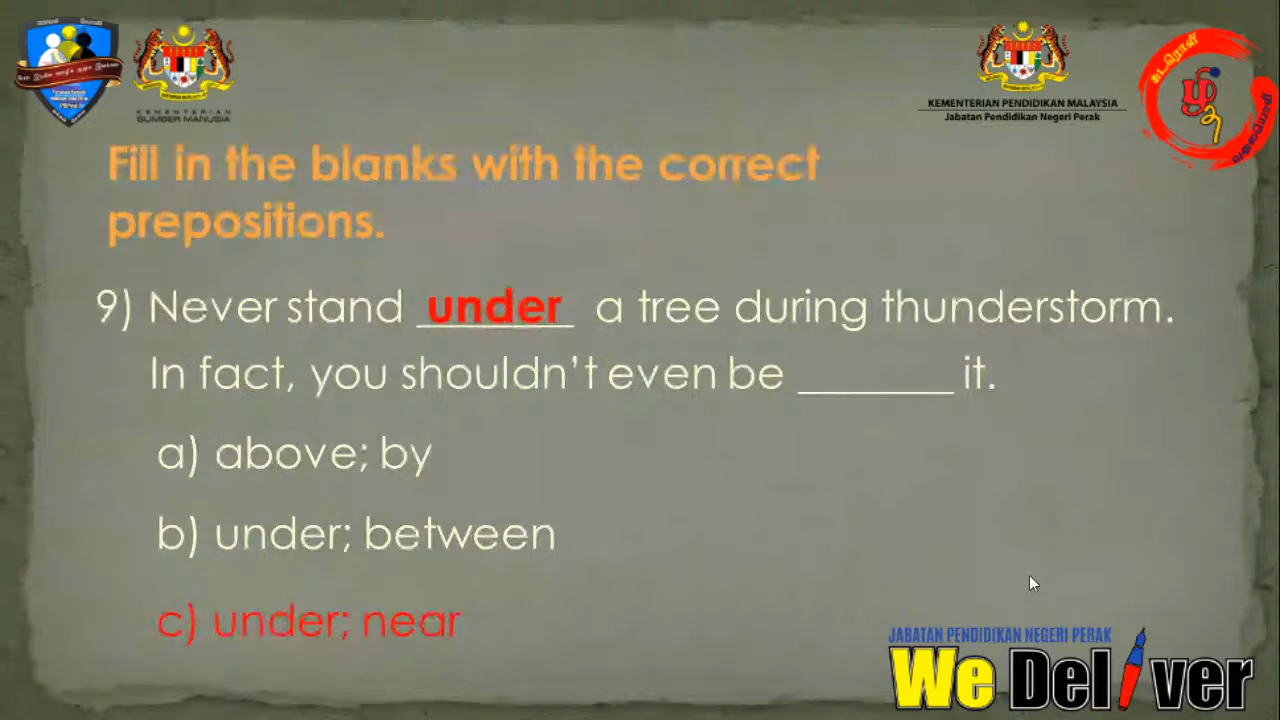 KEMENTERIAN
SUMBER MANUSIA
KEMENTERIAN PENDIDIKAN MALAYSIA
Jabatan Pendidikan Negeri Perak
Fill in the blanks with the correct
prepositions.
9) Never stand under a tree during thunderstorm.
In fact, you shouldn't even be _______ it.
a) above; by
b) under; between
c) under; near
JABATAN PENDIDIKAN NEGERI PERAK
We Deliver